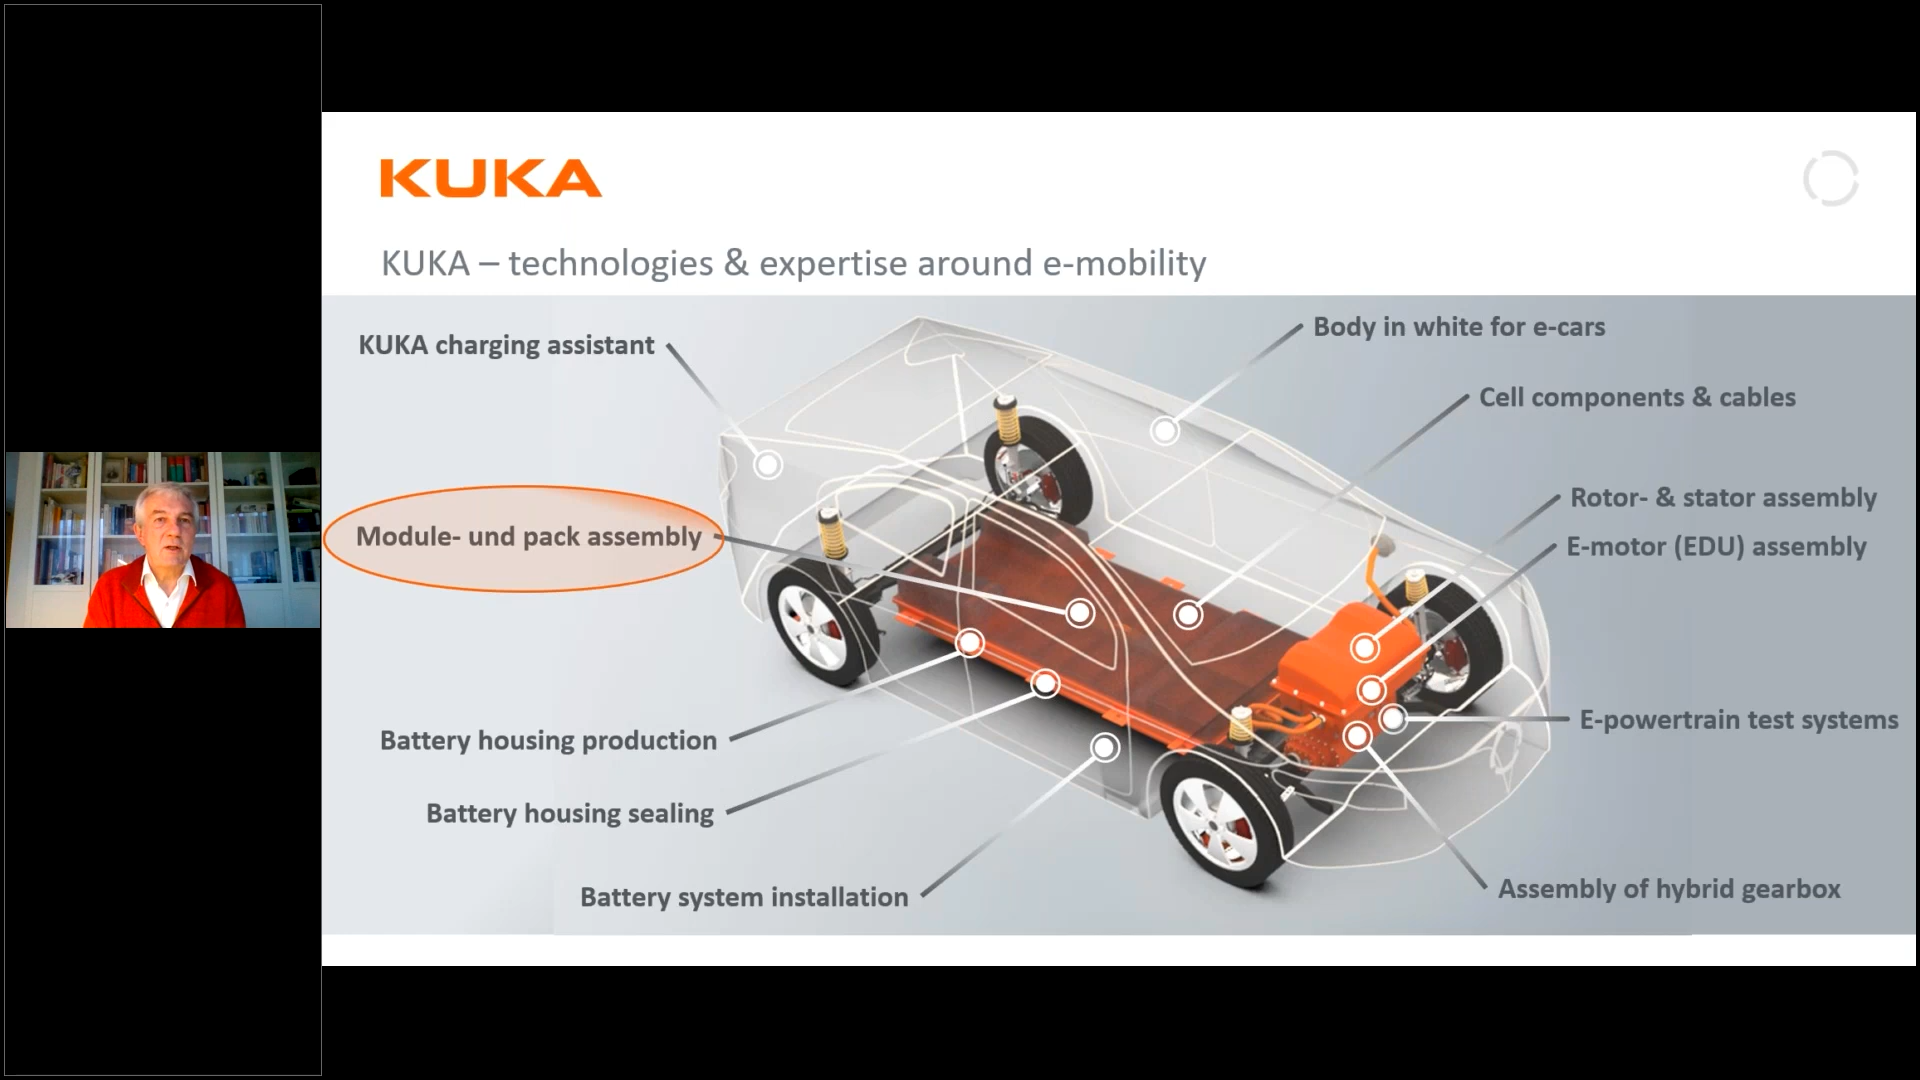 KUKA
KUKA – technologies & expertise around e-mobility
KUKA charging assistant
Body in white for e-cars
Cell components & cables
Module- und pack assembly
Rotor- & stator assembly
E-motor (EDU) assembly
Battery housing production
E-powertrain test systems
Battery housing sealing
Battery system installation
Assembly of hybrid gearbox